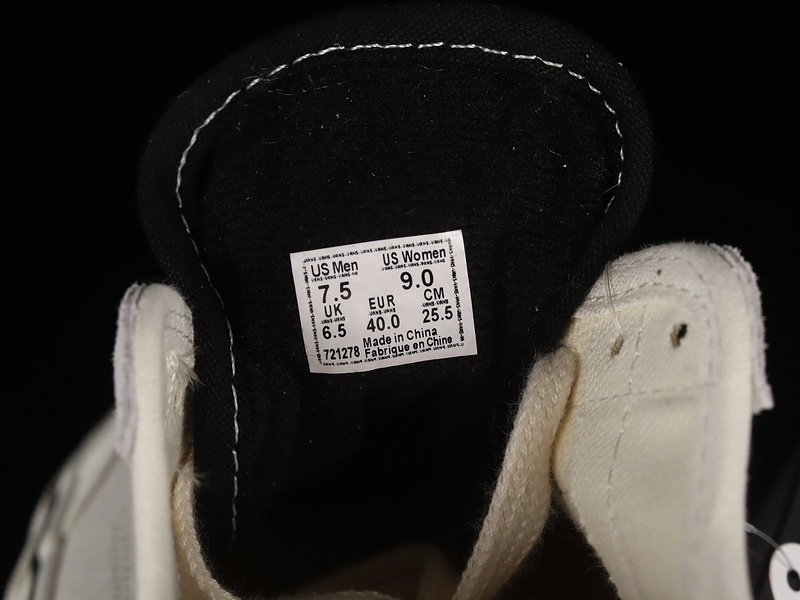 US Men US Women
7.5 9.0
UK EUR CM
6.5 40.0 25.5
Made in China
721278 Fabrique en Chine